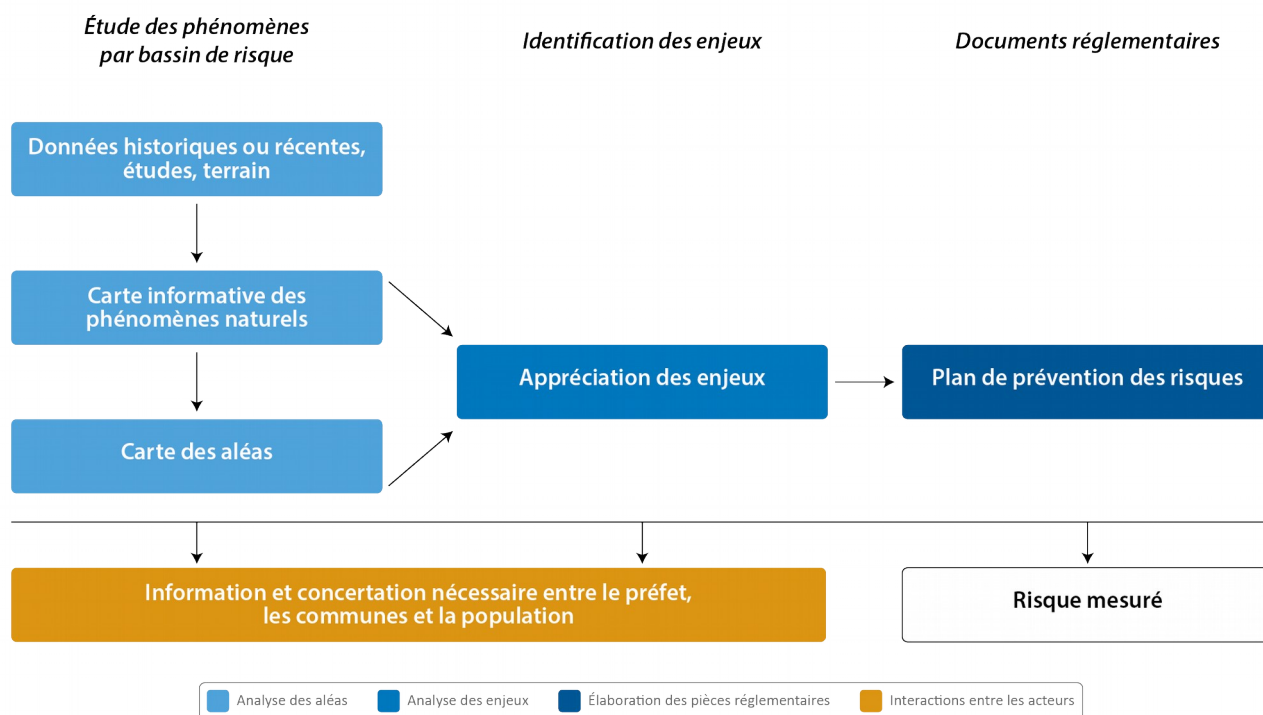 Étude des phénomènes
par bassin de risque
Identification des enjeux
Documents réglementaires
Données historiques ou récentes,
études, terrain
Carte informative des
phénomènes naturels
Appréciation des enjeux
Plan de prévention des risques
Carte des aléas
Information et concertation nécessaire entre le préfet,
les communes et la population
Risque mesuré
Analyse des aléas
Analyse des enjeux
Élaboration des pièces réglementaires
Interactions entre les acteurs